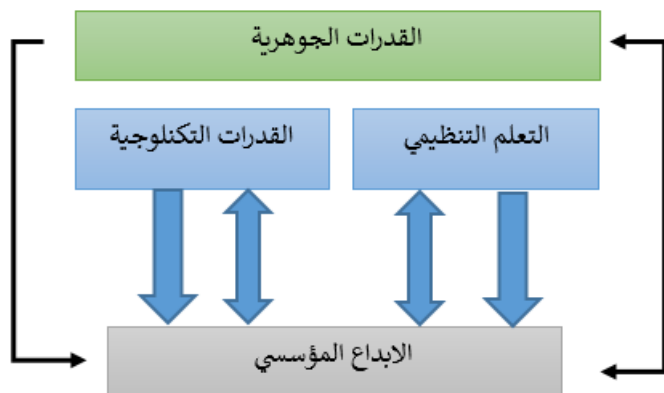 القدرات الجوهرية
التعلم التنظيمي
القدرات التكنلوجية
الابداع المؤسسي